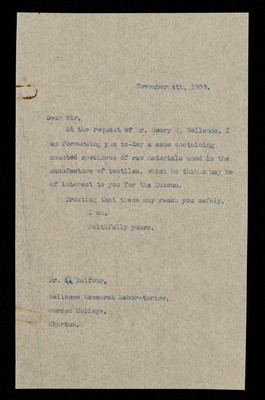 November 4th, 1909.
Dear Sir,
At the request of Mr. Henry S. Wellcome, I
am forwarding you to-day a case containing
mounted specimens of raw materials used in the
manufacture of textiles, which he thinks may be
of interest to you for the Museum.
Trusting that these may reach you safely,
I am,
Faithfully yours,
Dr. Balfour,
Wellcome Research Laboratories,
Gordon College,
Khartum.